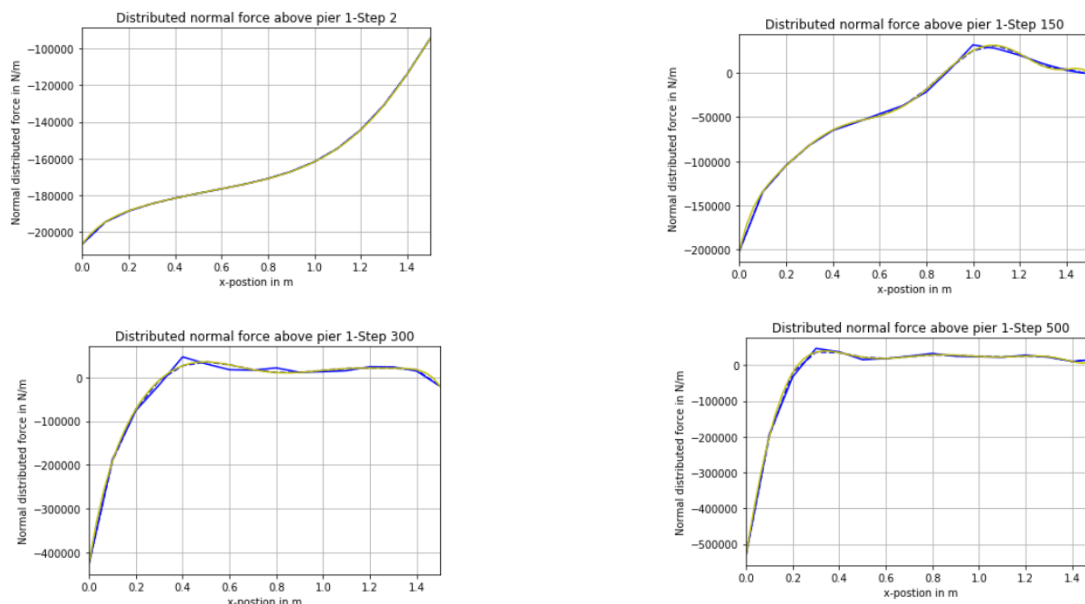 Distributed normal force above pier 1-Step 2
Normal distributed force in N/m
−100000
−120000
−140000
−160000
−180000
−200000
0.0 0.2 0.4 0.6 0.8 1.0 1.2 1.4
x-postion in m
Distributed normal force above pier 1-Step 150
Normal distributed force in N/m
0
−50000
−100000
−150000
−200000
0.0 0.2 0.4 0.6 0.8 1.0 1.2 1.4
x-postion in m
Distributed normal force above pier 1-Step 300
Normal distributed force in N/m
0
−100000
−200000
−300000
−400000
0.0 0.2 0.4 0.6 0.8 1.0 1.2 1.4
x-postion in m
Distributed normal force above pier 1-Step 500
Normal distributed force in N/m
0
−100000
−200000
−300000
−400000
−500000
0.0 0.2 0.4 0.6 0.8 1.0 1.2 1.4
x-postion in m